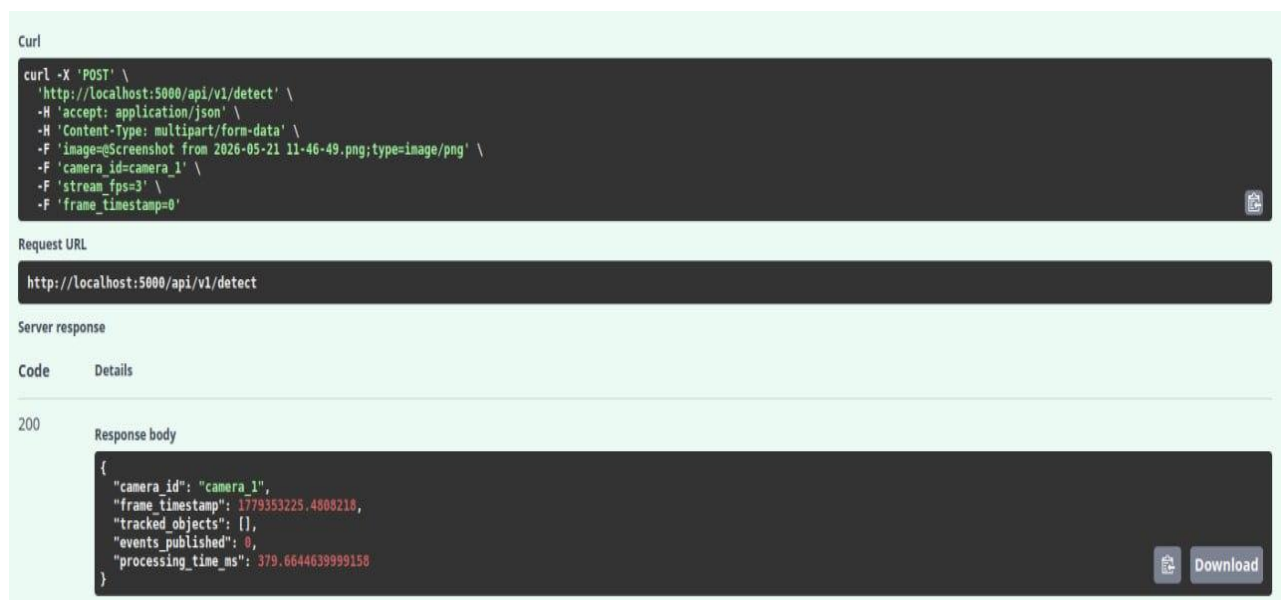 Curl
curl -X 'POST' \
'http://localhost:5000/api/v1/detect' \
-H 'accept: application/json' \
-H 'Content-Type: multipart/form-data' \
-F 'image=@Screenshot from 2026-05-21 11-46-49.png;type=image/png' \
-F 'camera_id=camera_1' \
-F 'stream_fps=3' \
-F 'frame_timestamp=0'
Request URL
http://localhost:5000/api/v1/detect
Server response
Code Details
200
Response body
{
"camera_id": "camera_1",
"frame_timestamp": 1779353225.4808218,
"tracked_objects": [],
"events_published": 0,
"processing_time_ms": 379.6644639999158
}
Download